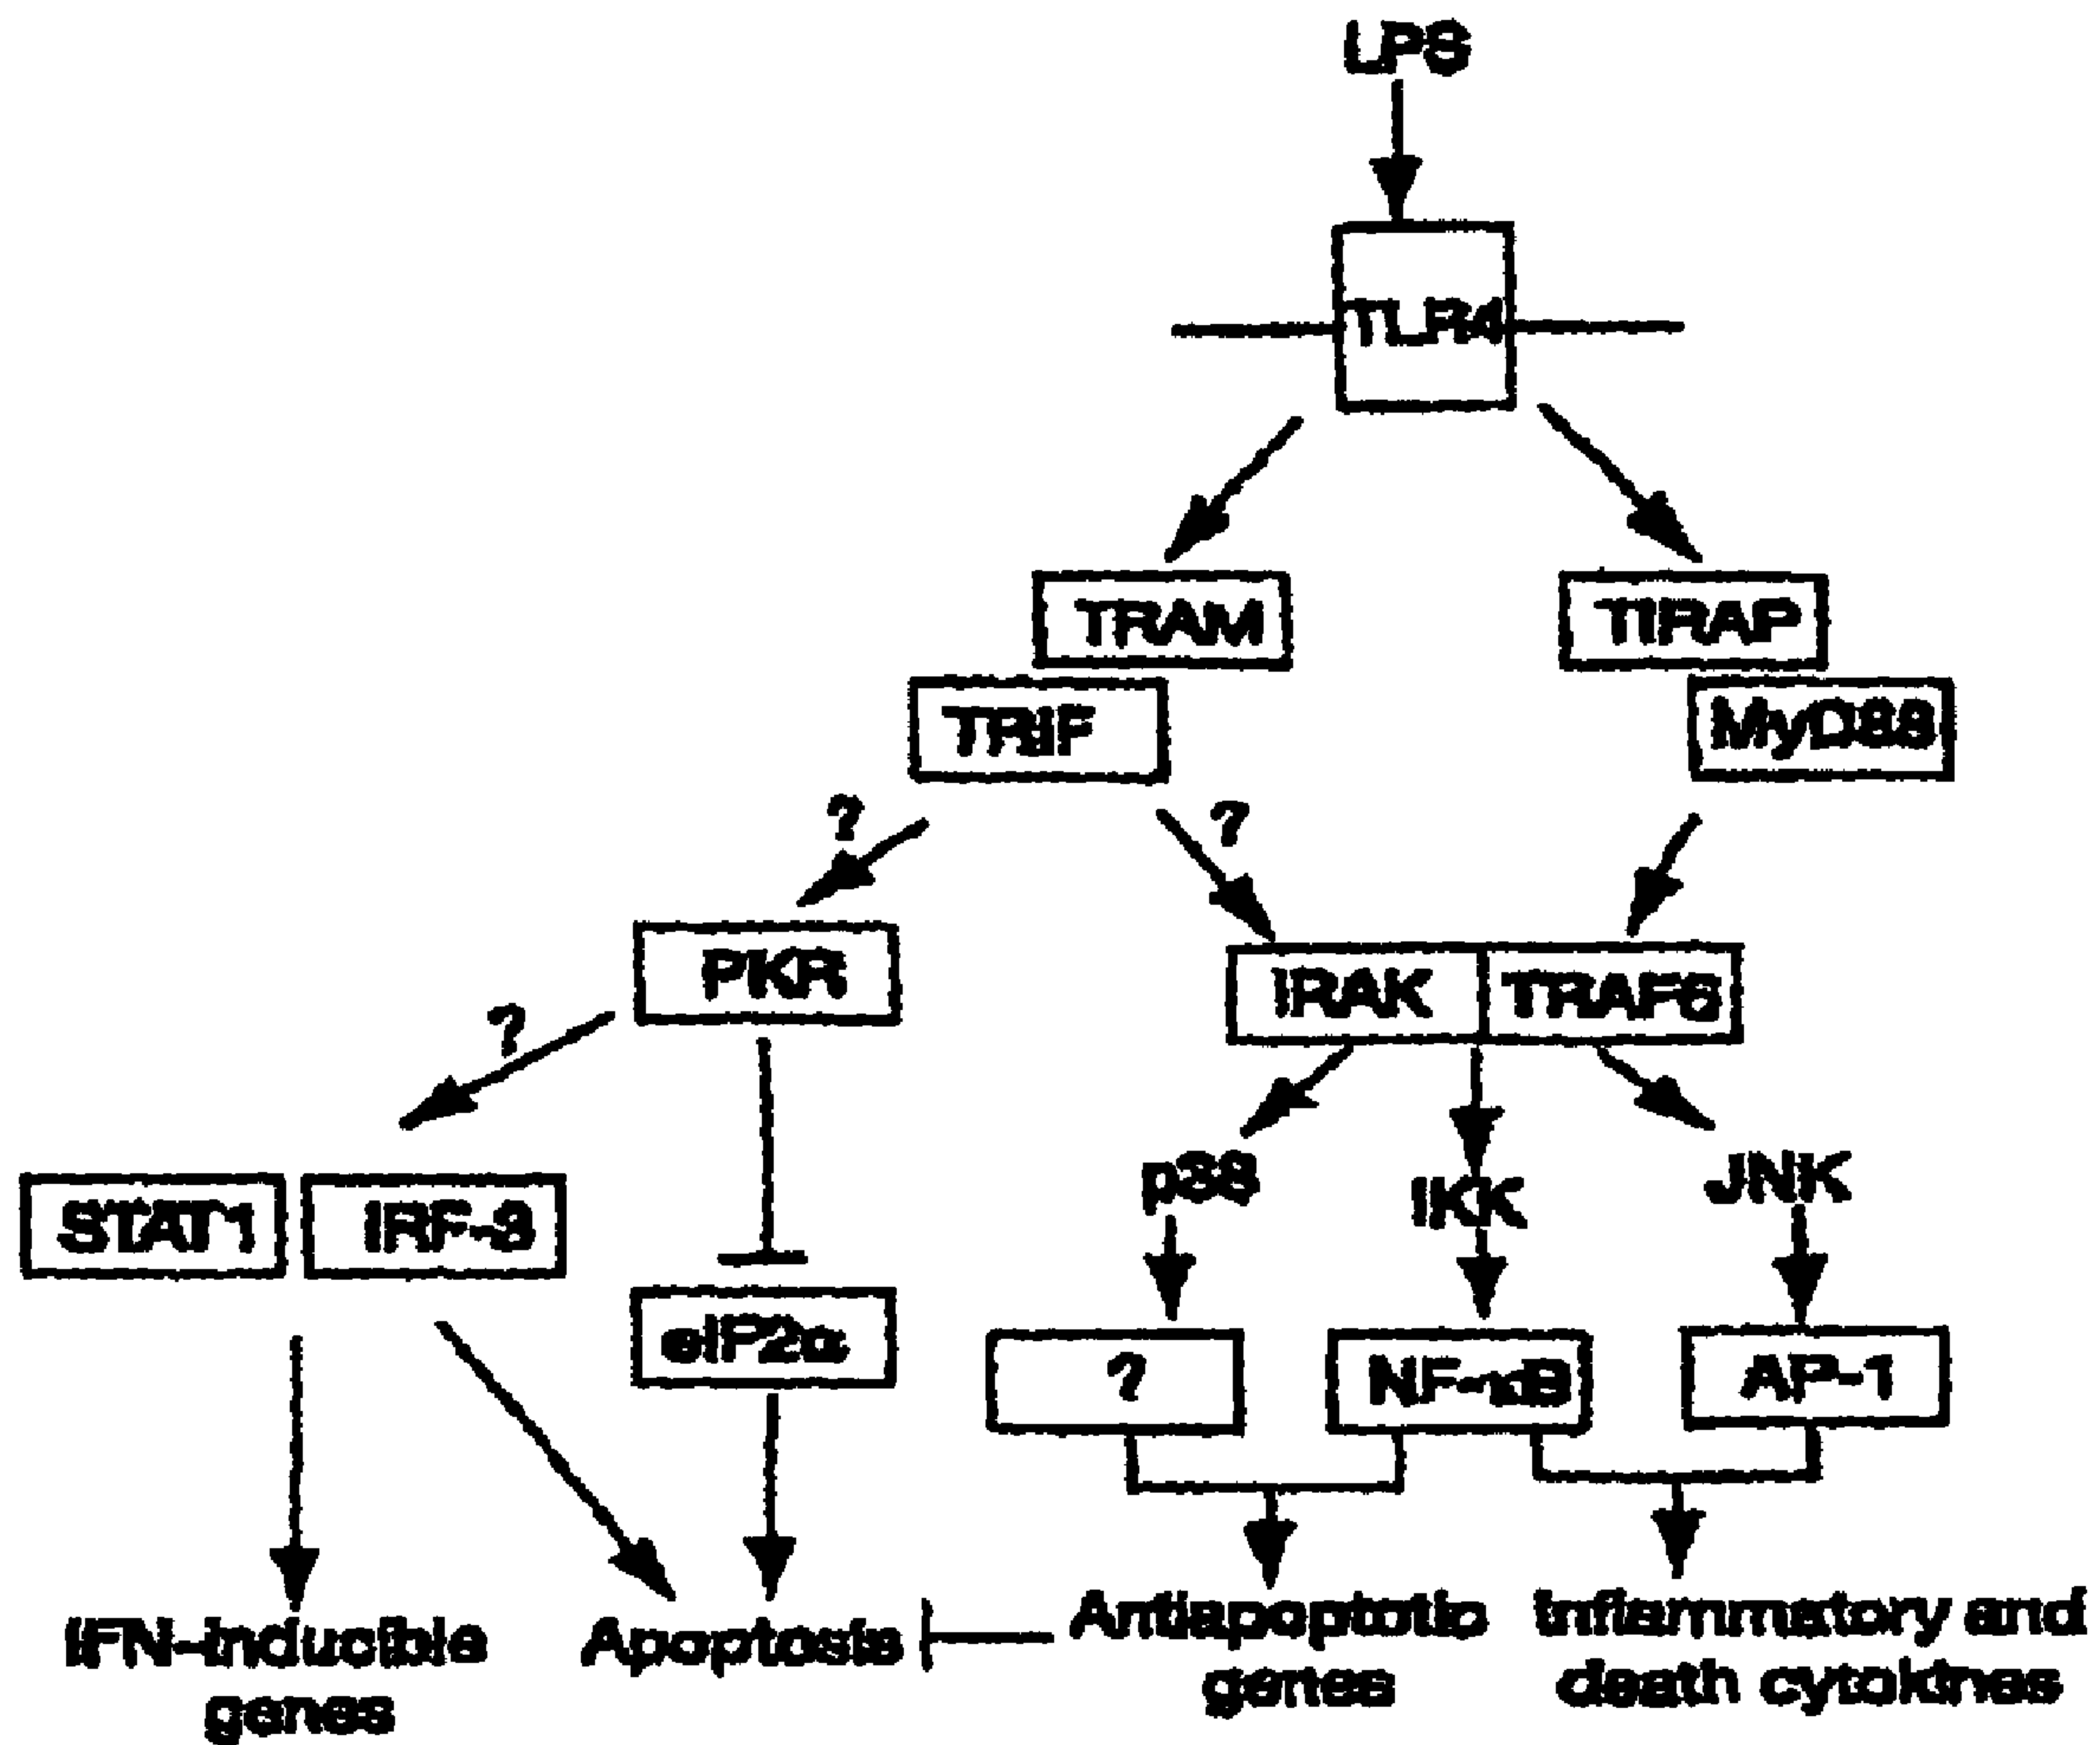 LPS
TLR4
TRAM
TIRAP
TRIF
MyD88
?
?
PKR
IRAK
TRAF6
?
p38
IKK
JNK
STAT1
IRF-3
eIF2α
?
NF-κB
AP-1
IFN-inducible
genes
Apoptosis
Antiapoptotic
genes
Inflammatory and
death cytokines